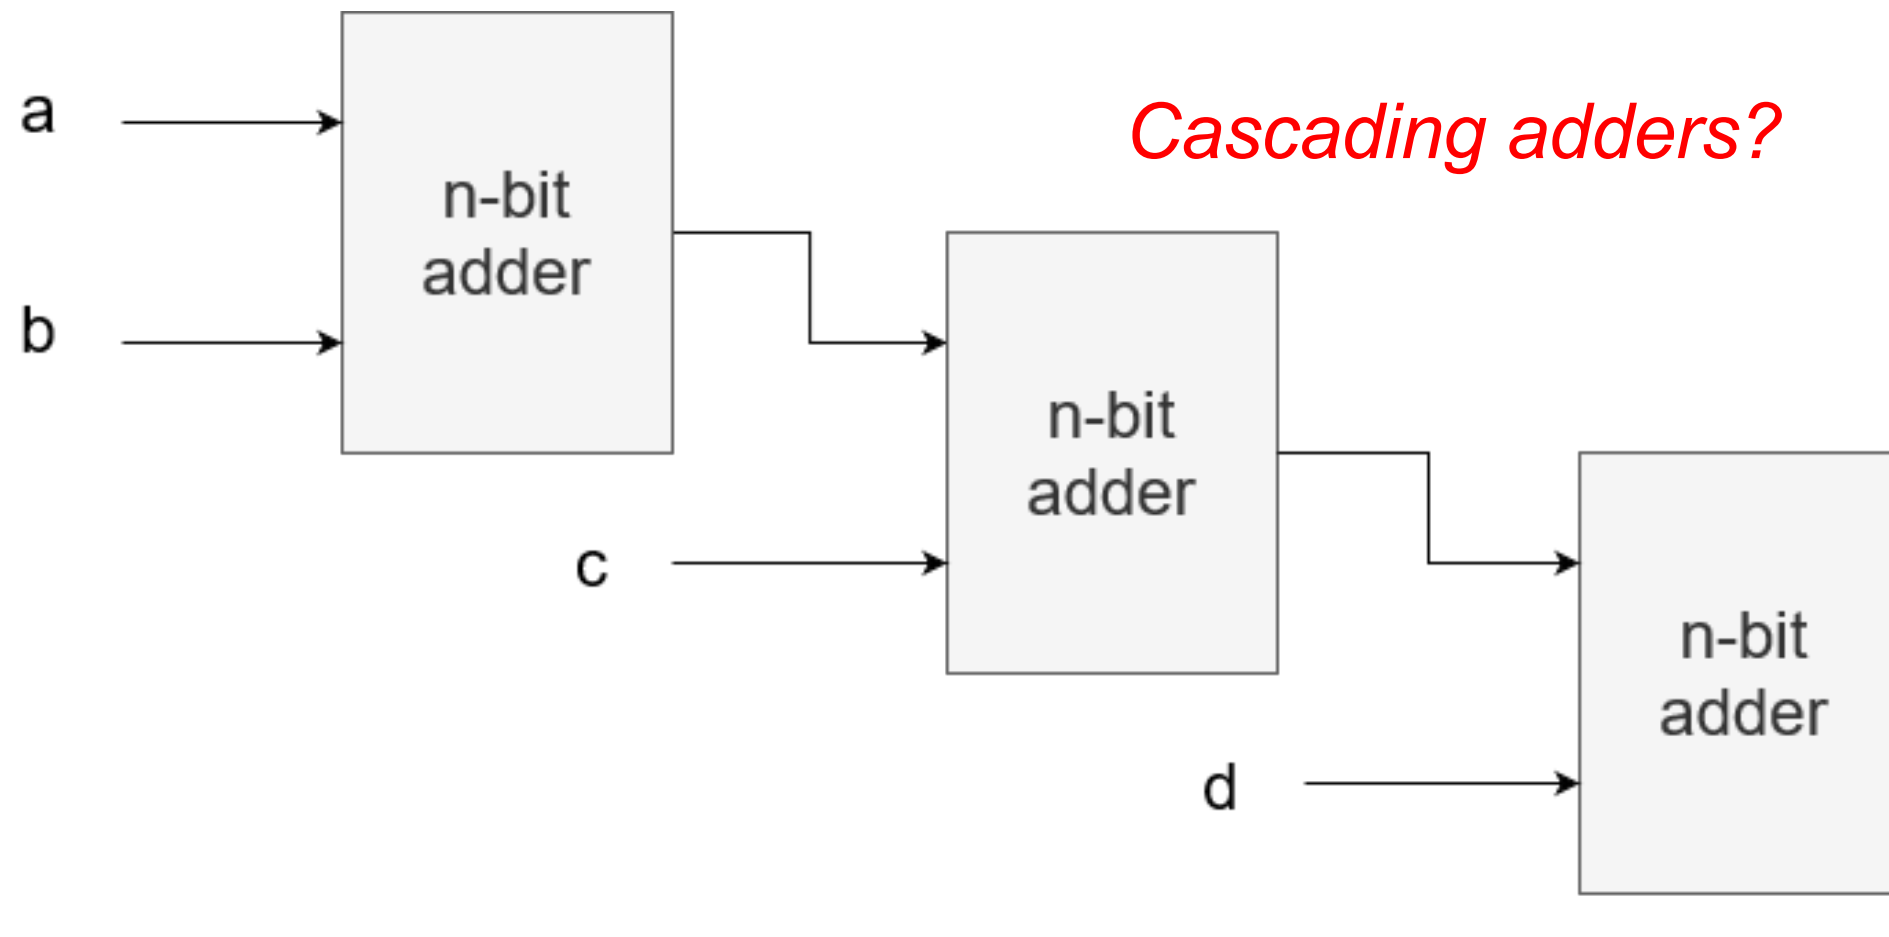 a
n-bit
adder
b
Cascading adders?
n-bit
adder
c
n-bit
adder
d